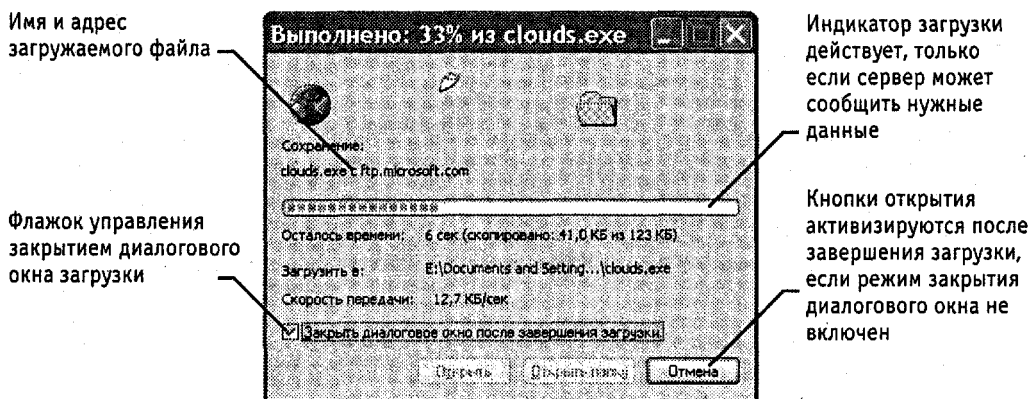 Имя и адрес
загружаемого файла
Флажок управления
закрытием диалогового
окна загрузки
Выполнено: 33% из clouds.exe
Сохранение:
clouds.exe с ftp.microsoft.com
Осталось времени: 6 сек (скопировано: 41,0 КБ из 123 КБ)
Загрузить в: E:\Documents and Setting...\clouds.exe
Скорость передачи: 12,7 КБ/сек
Закрыть диалоговое окно после завершения загрузки
Открыть Открыть папку Отмена
Индикатор загрузки
действует, только
если сервер может
сообщить нужные
данные
Кнопки открытия
активизируются после
завершения загрузки,
если режим закрытия
диалогового окна не
включен